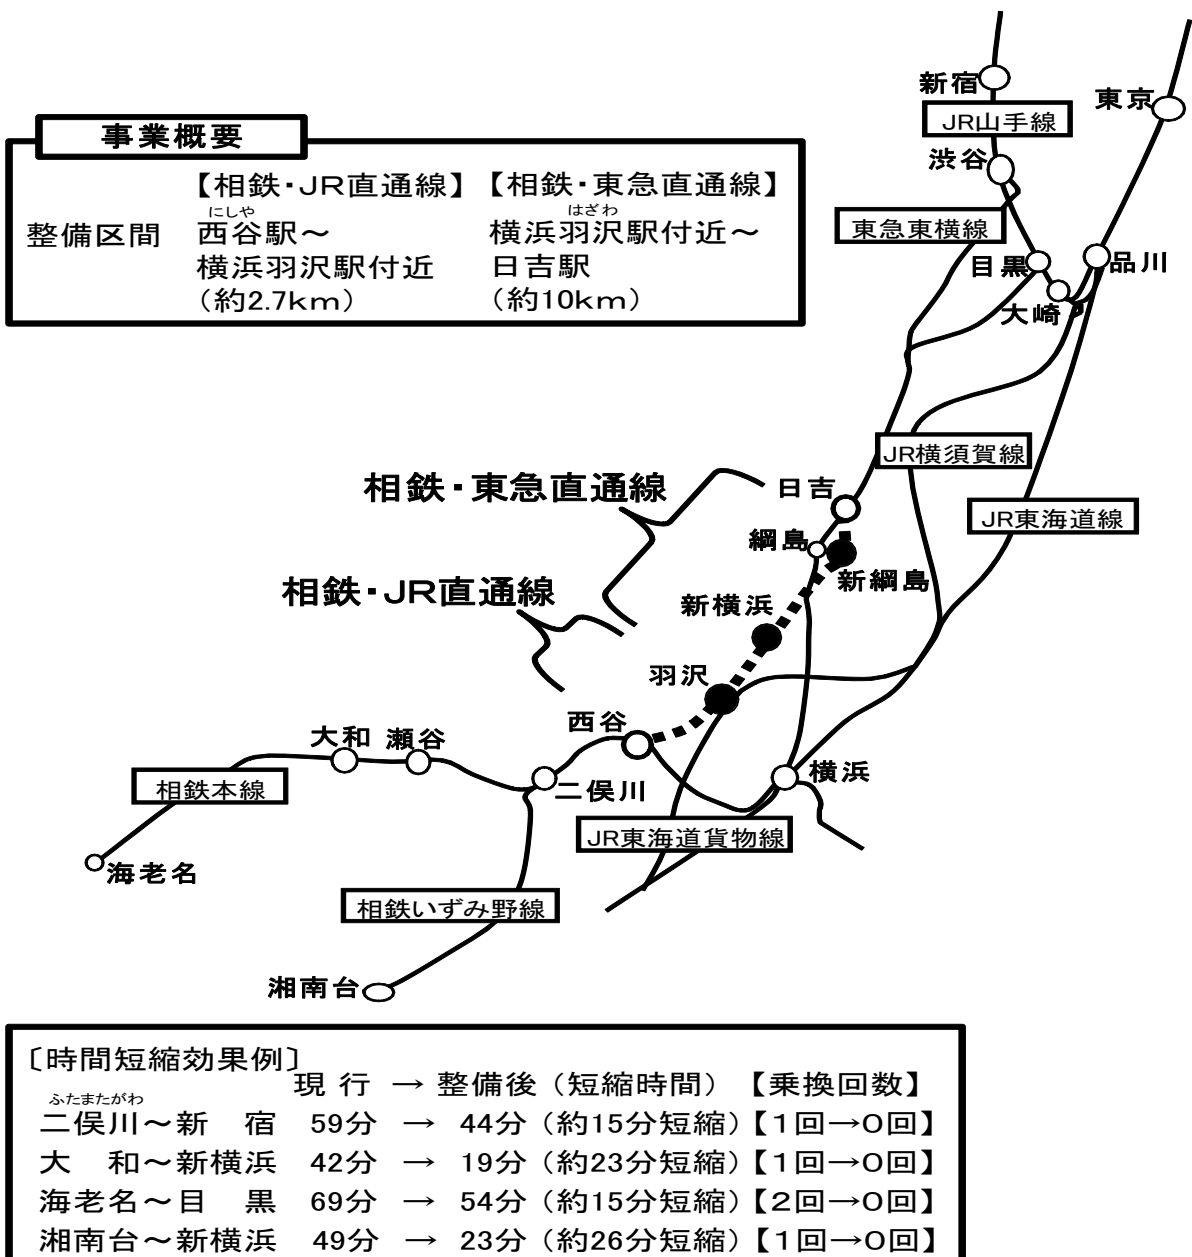 新宿
東京
JR山手線
事業概要
渋谷
【相鉄・JR直通線】 【相鉄・東急直通線】
にしや はざわ
整備区間 西谷駅～ 横浜羽沢駅付近～
横浜羽沢駅付近 日吉駅
(約2.7km) (約10km)
東急東横線
目黒
品川
大崎
JR横須賀線
相鉄・東急直通線
日吉
JR東海道線
綱島
新綱島
相鉄・JR直通線
新横浜
羽沢
西谷
大和 瀬谷
横浜
相鉄本線
二俣川
JR東海道貨物線
海老名
相鉄いずみ野線
湘南台
〔時間短縮効果例〕
現行 → 整備後（短縮時間） 【乗換回数】
ふたまたがわ
二俣川～新 宿 59分 → 44分（約15分短縮）【1回→0回】
大 和～新横浜 42分 → 19分（約23分短縮）【1回→0回】
海老名～目 黒 69分 → 54分（約15分短縮）【2回→0回】
湘南台～新横浜 49分 → 23分（約26分短縮）【1回→0回】